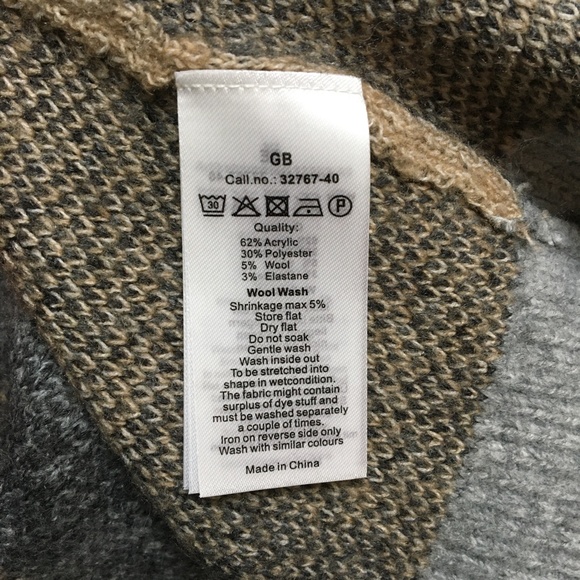 GB
Call.no.: 32767-40
30 P
Quality:
62% Acrylic
30% Polyester
5% Wool
3% Elastane
Wool Wash
Shrinkage max 5%
Store flat
Dry flat
Do not soak
Gentle wash
Wash inside out
To be stretched into
shape in wetcondition.
The fabric might contain
surplus of dye stuff and
must be washed separately
a couple of times.
Iron on reverse side only
Wash with similar colours
Made in China